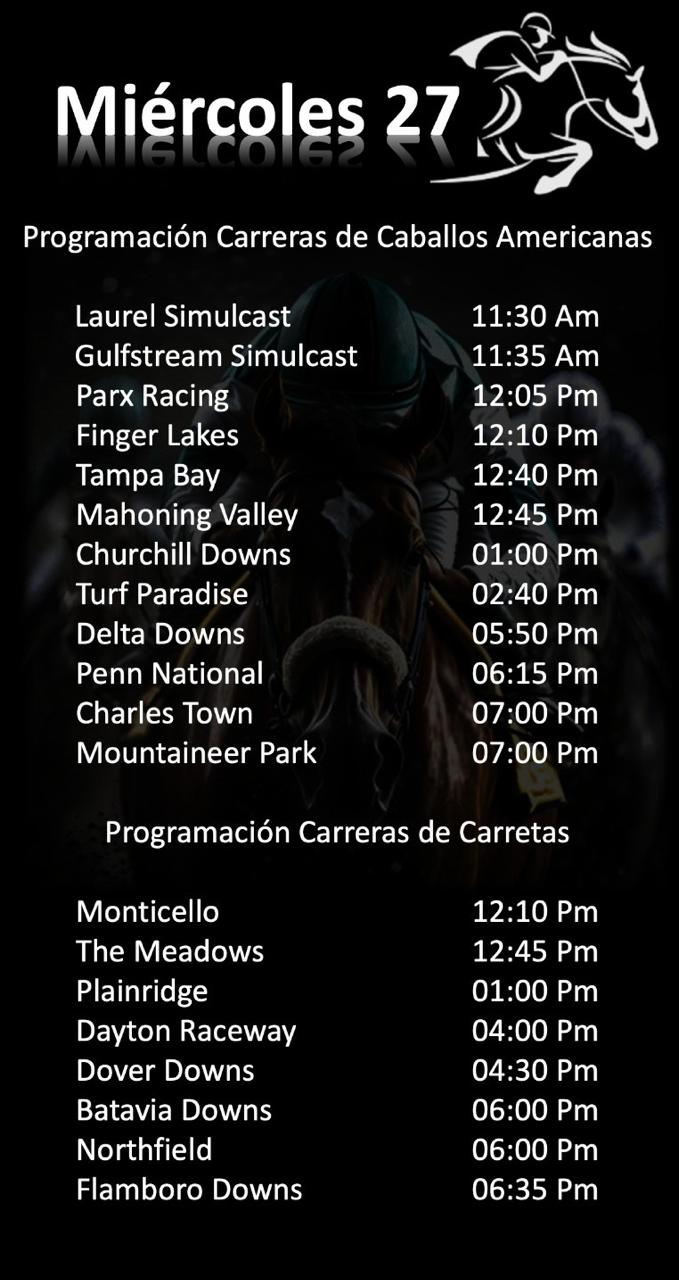 Miércoles 27
Programación Carreras de Caballos Americanas
Laurel Simulcast 11:30 Am
Gulfstream Simulcast 11:35 Am
Parx Racing 12:05 Pm
Finger Lakes 12:10 Pm
Tampa Bay 12:40 Pm
Mahoning Valley 12:45 Pm
Churchill Downs 01:00 Pm
Turf Paradise 02:40 Pm
Delta Downs 05:50 Pm
Penn National 06:15 Pm
Charles Town 07:00 Pm
Mountaineer Park 07:00 Pm
Programación Carreras de Carretas
Monticello 12:10 Pm
The Meadows 12:45 Pm
Plainridge 01:00 Pm
Dayton Raceway 04:00 Pm
Dover Downs 04:30 Pm
Batavia Downs 06:00 Pm
Northfield 06:00 Pm
Flamboro Downs 06:35 Pm